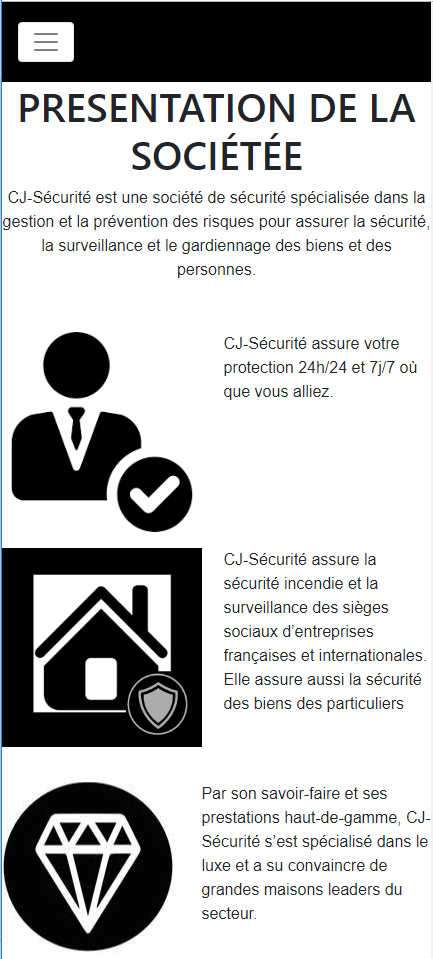 PRESENTATION DE LA
SOCIÉTÉE
CJ-Sécurité est une société de sécurité spécialisée dans la
gestion et la prévention des risques pour assurer la sécurité,
la surveillance et le gardiennage des biens et des
personnes.
CJ-Sécurité assure votre
protection 24h/24 et 7j/7 où
que vous alliez.
CJ-Sécurité assure la
sécurité incendie et la
surveillance des sièges
sociaux d’entreprises
françaises et internationales.
Elle assure aussi la sécurité
des biens des particuliers
Par son savoir-faire et ses
prestations haut-de-gamme, CJ-
Sécurité s’est spécialisé dans le
luxe et a su convaincre de
grandes maisons leaders du
secteur.